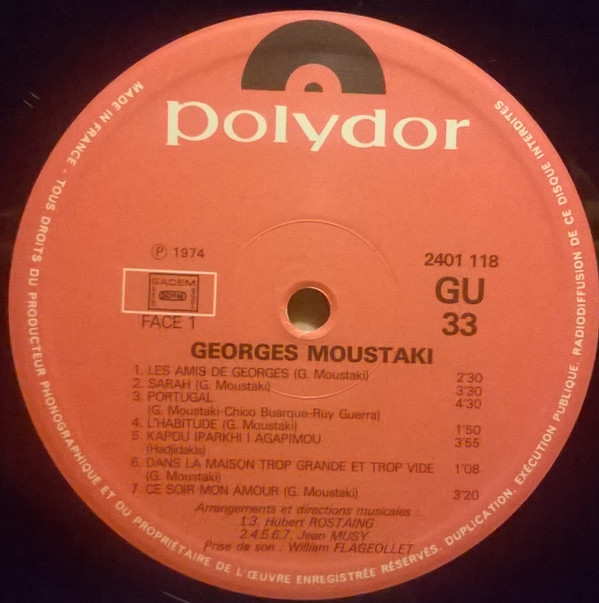 polydor
MADE IN FRANCE - TOUS DROITS DU PRODUCTEUR PHONOGRAPHIQUE ET DU PROPRIÉTAIRE DE L'ŒUVRE ENREGISTRÉE RÉSERVÉS. DUPLICATION, EXÉCUTION PUBLIQUE, RADIODIFFUSION DE CE DISQUE INTERDITES
Ⓟ 1974
2401 118
SACEM
GU
FACE 1
33
GEORGES MOUSTAKI
1. LES AMIS DE GEORGES (G. Moustaki) 2'30
2. SARAH (G. Moustaki) 3'30
3. PORTUGAL 4'30
(G. Moustaki-Chico Buarque-Ruy Guerra)
4. L'HABITUDE (G. Moustaki) 1'50
5. KAPOU IPARKHI I AGAPIMOU 3'55
(Hadjidakis)
6. DANS LA MAISON TROP GRANDE ET TROP VIDE 1'08
(G. Moustaki)
7. CE SOIR MON AMOUR (G. Moustaki) 3'20
Arrangements et directions musicales :
1.3. Hubert ROSTAING
2.4.5.6.7. Jean MUSY
Prise de son : William FLAGEOLLET